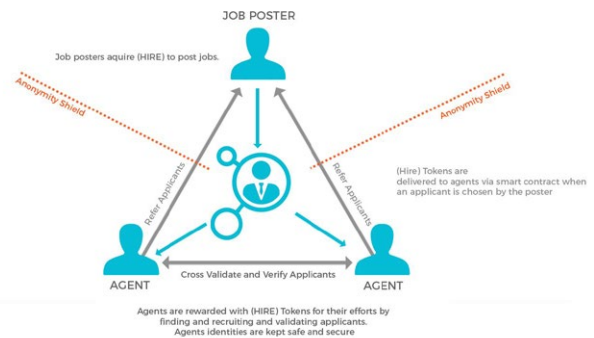 JOB POSTER
Job posters aquire (HIRE) to post jobs.
Anonymity Shield
Anonymity Shield
Refer Applicants
Refer Applicants
(Hire) Tokens are
delivered to agents via smart contract when
an applicant is chosen by the poster
Cross Validate and Verify Applicants
AGENT
AGENT
Agents are rewarded with (HIRE) Tokens for their efforts by
finding and recruiting and validating applicants.
Agents identities are kept safe and secure